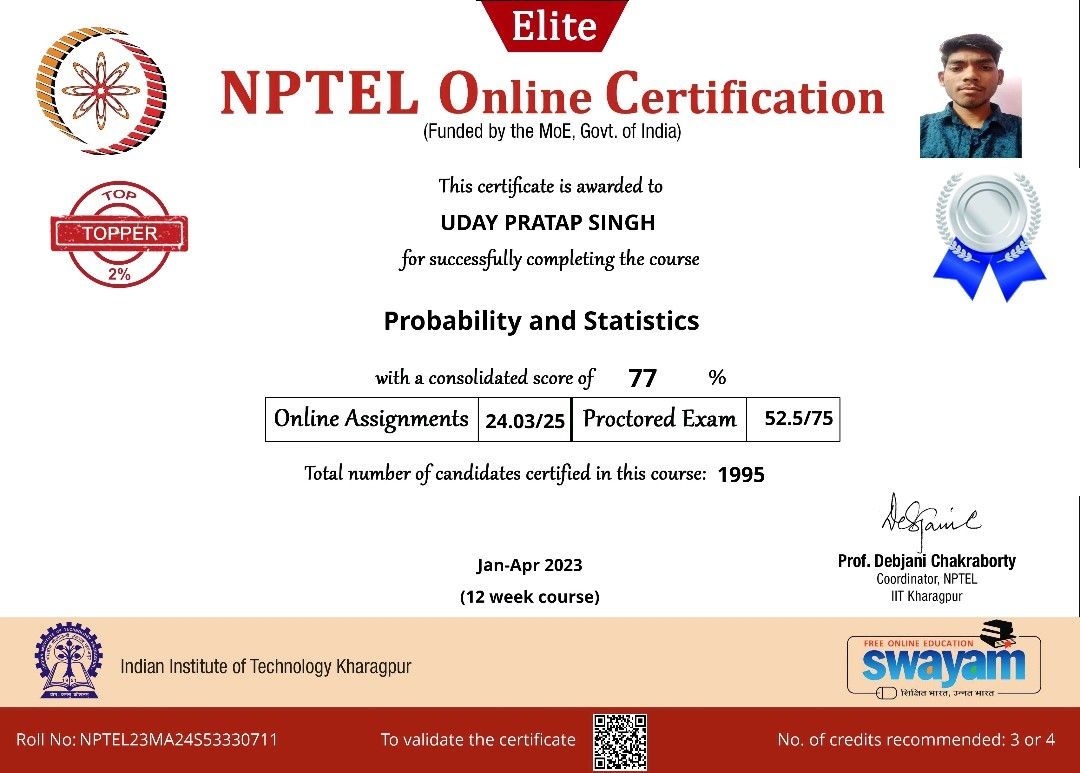 Elite
NPTEL Online Certification
(Funded by the MoE, Govt. of India)
This certificate is awarded to
UDAY PRATAP SINGH
for successfully completing the course
TOP
TOPPER
2%
Probability and Statistics
with a consolidated score of 77 %
Online Assignments 24.03/25 Proctored Exam 52.5/75
Total number of candidates certified in this course: 1995
Jan-Apr 2023
(12 week course)
Prof. Debjani Chakraborty
Coordinator, NPTEL
IIT Kharagpur
Indian Institute of Technology Kharagpur
FREE ONLINE EDUCATION
swayam
शिक्षित भारत, उन्नत भारत
Roll No: NPTEL23MA24S53330711 To validate the certificate No. of credits recommended: 3 or 4